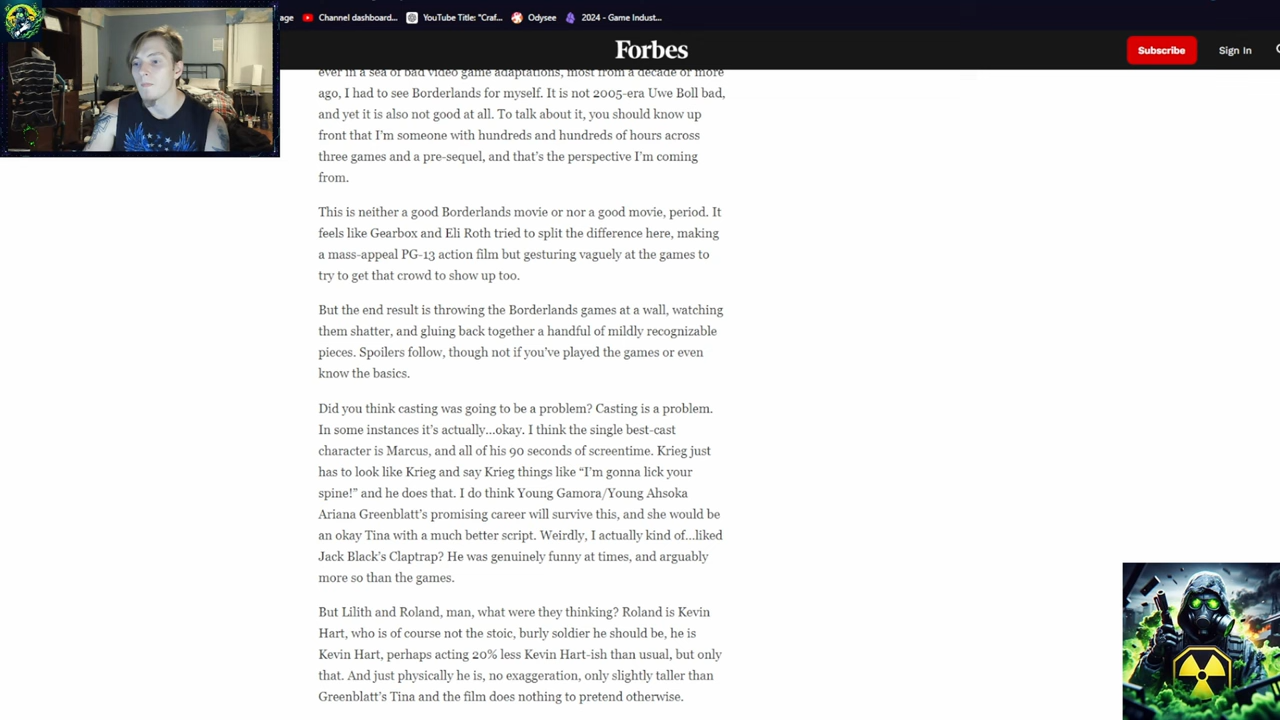 age
Channel dashboard...
YouTube Title: "Craf...
Odysee
2024 - Game Indust...
Forbes
Subscribe
Sign In
ever in a sea of bad video game adaptations, most from a decade or more
ago, I had to see Borderlands for myself. It is not 2005-era Uwe Boll bad,
and yet it is also not good at all. To talk about it, you should know up
front that I'm someone with hundreds and hundreds of hours across
three games and a pre-sequel, and that's the perspective I'm coming
from.
This is neither a good Borderlands movie or nor a good movie, period. It
feels like Gearbox and Eli Roth tried to split the difference here, making
a mass-appeal PG-13 action film but gesturing vaguely at the games to
try to get that crowd to show up too.
But the end result is throwing the Borderlands games at a wall, watching
them shatter, and gluing back together a handful of mildly recognizable
pieces. Spoilers follow, though not if you've played the games or even
know the basics.
Did you think casting was going to be a problem? Casting is a problem.
In some instances it's actually…okay. I think the single best-cast
character is Marcus, and all of his 90 seconds of screentime. Krieg just
has to look like Krieg and say Krieg things like “I'm gonna lick your
spine!” and he does that. I do think Young Gamora/Young Ahsoka
Ariana Greenblatt's promising career will survive this, and she would be
an okay Tina with a much better script. Weirdly, I actually kind of…liked
Jack Black's Claptrap? He was genuinely funny at times, and arguably
more so than the games.
But Lilith and Roland, man, what were they thinking? Roland is Kevin
Hart, who is of course not the stoic, burly soldier he should be, he is
Kevin Hart, perhaps acting 20% less Kevin Hart-ish than usual, but only
that. And just physically he is, no exaggeration, only slightly taller than
Greenblatt's Tina and the film does nothing to pretend otherwise.